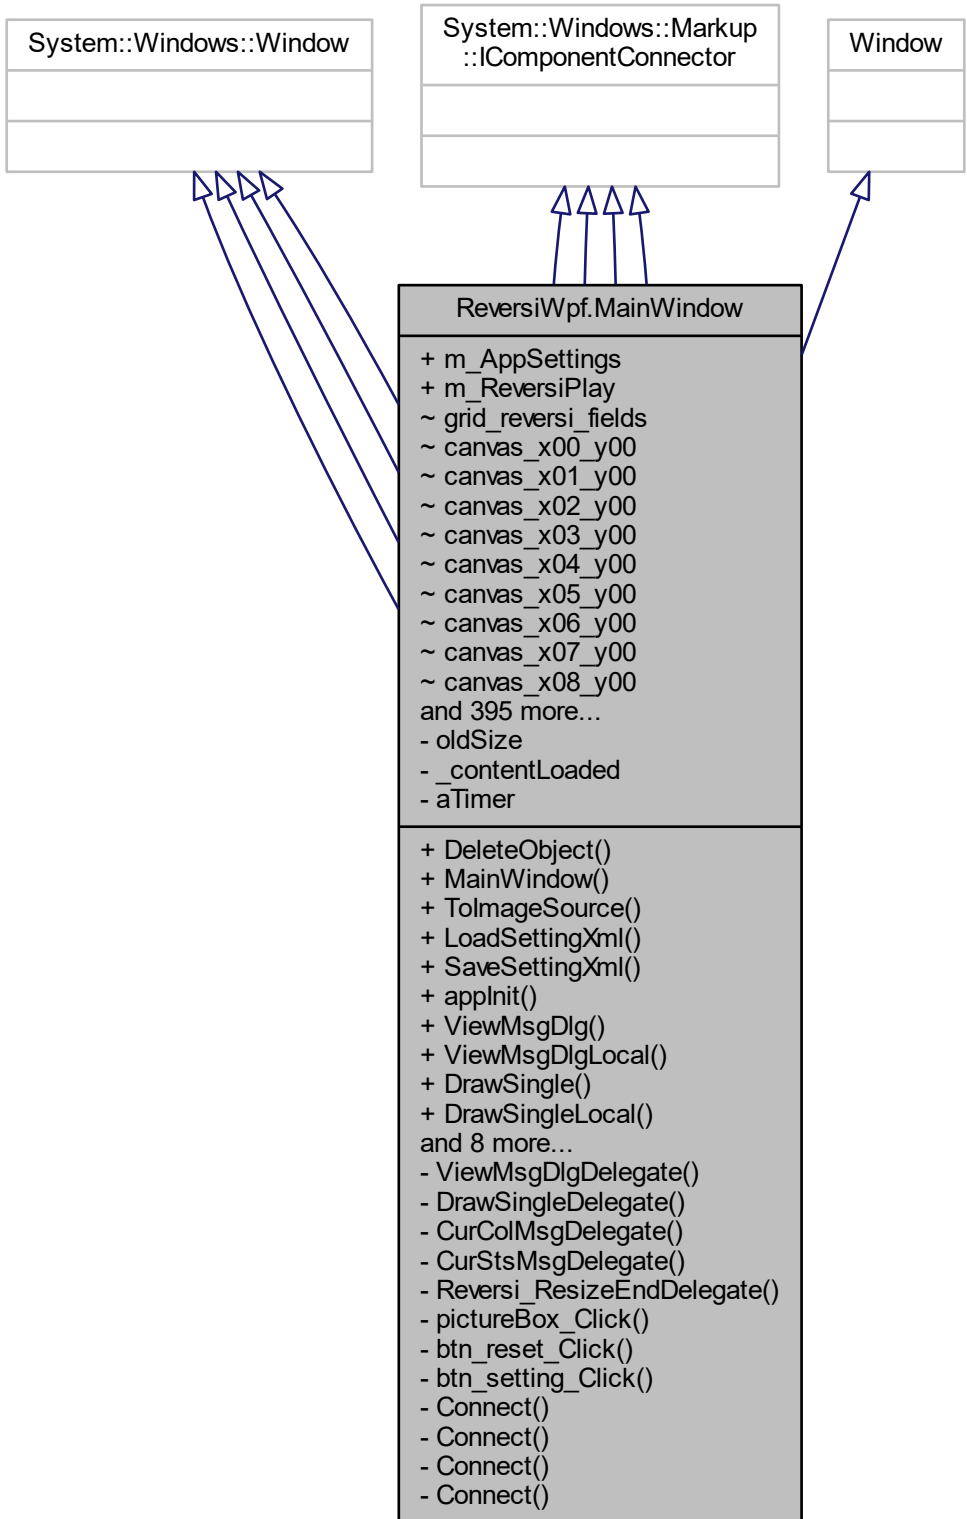 System::Windows::Window
System::Windows::Markup
::IComponentConnector
Window
ReversiWpf.MainWindow
+ m_AppSettings
+ m_ReversiPlay
~ grid_reversi_fields
~ canvas_x00_y00
~ canvas_x01_y00
~ canvas_x02_y00
~ canvas_x03_y00
~ canvas_x04_y00
~ canvas_x05_y00
~ canvas_x06_y00
~ canvas_x07_y00
~ canvas_x08_y00
and 395 more...
- oldSize
- _contentLoaded
- aTimer
+ DeleteObject()
+ MainWindow()
+ ToImageSource()
+ LoadSettingXml()
+ SaveSettingXml()
+ appInit()
+ ViewMsgDlg()
+ ViewMsgDlgLocal()
+ DrawSingle()
+ DrawSingleLocal()
and 8 more...
- ViewMsgDlgDelegate()
- DrawSingleDelegate()
- CurColMsgDelegate()
- CurStsMsgDelegate()
- Reversi_ResizeEndDelegate()
- pictureBox_Click()
- btn_reset_Click()
- btn_setting_Click()
- Connect()
- Connect()
- Connect()
- Connect()